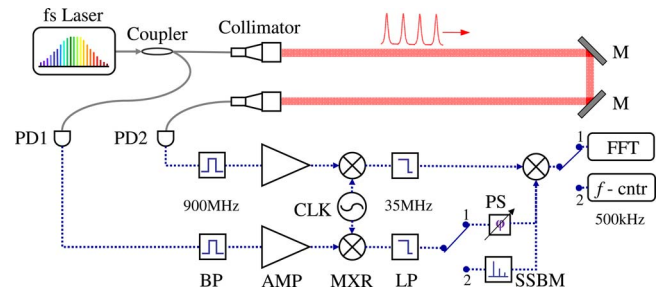 fs Laser
Coupler
Collimator
M
M
PD1
PD2
1
FFT
2
f - cntr
500kHz
900MHz
CLK
35MHz
1
PS
φ
2
SSBM
BP
AMP
MXR
LP